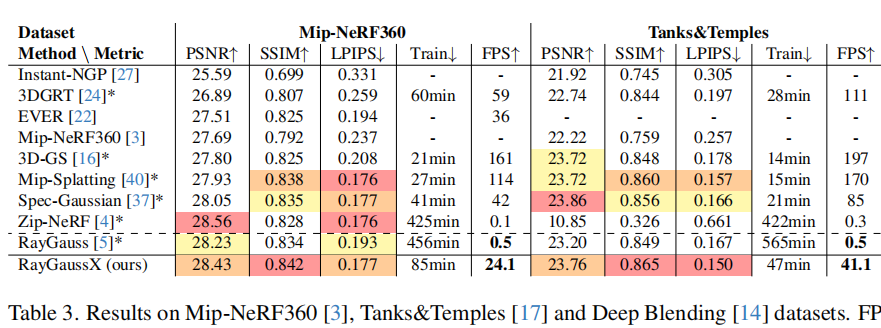 Dataset Mip-NeRF360 Tanks&Temples
Method \ Metric PSNR↑ SSIM↑ LPIPS↓ Train↓ FPS↑ PSNR↑ SSIM↑ LPIPS↓ Train↓ FPS↑
Instant-NGP [27] 25.59 0.699 0.331 - - 21.92 0.745 0.305 - -
3DGRT [24]* 26.89 0.807 0.259 60min 59 22.74 0.844 0.197 28min 111
EVER [22] 27.51 0.825 0.194 36 - - - - -
Mip-NeRF360 [3] 27.69 0.792 0.237 - - 22.22 0.759 0.257 - -
3D-GS [16]* 27.80 0.825 0.208 21min 161 23.72 0.848 0.178 14min 197
Mip-Splatting [40]* 27.93 0.838 0.176 27min 114 23.72 0.860 0.157 15min 170
Spec-Gaussian [37]* 28.05 0.835 0.177 41min 42 23.86 0.856 0.166 21min 85
Zip-NeRF [4]* 28.56 0.828 0.176 425min 0.1 10.85 0.326 0.661 422min 0.3
RayGauss [5]* 28.23 0.834 0.193 456min 0.5 23.20 0.849 0.167 565min 0.5
RayGaussX (ours) 28.43 0.842 0.177 85min 24.1 23.76 0.865 0.150 47min 41.1
Table 3. Results on Mip-NeRF360 [3], Tanks&Temples [17] and Deep Blending [14] datasets. FP